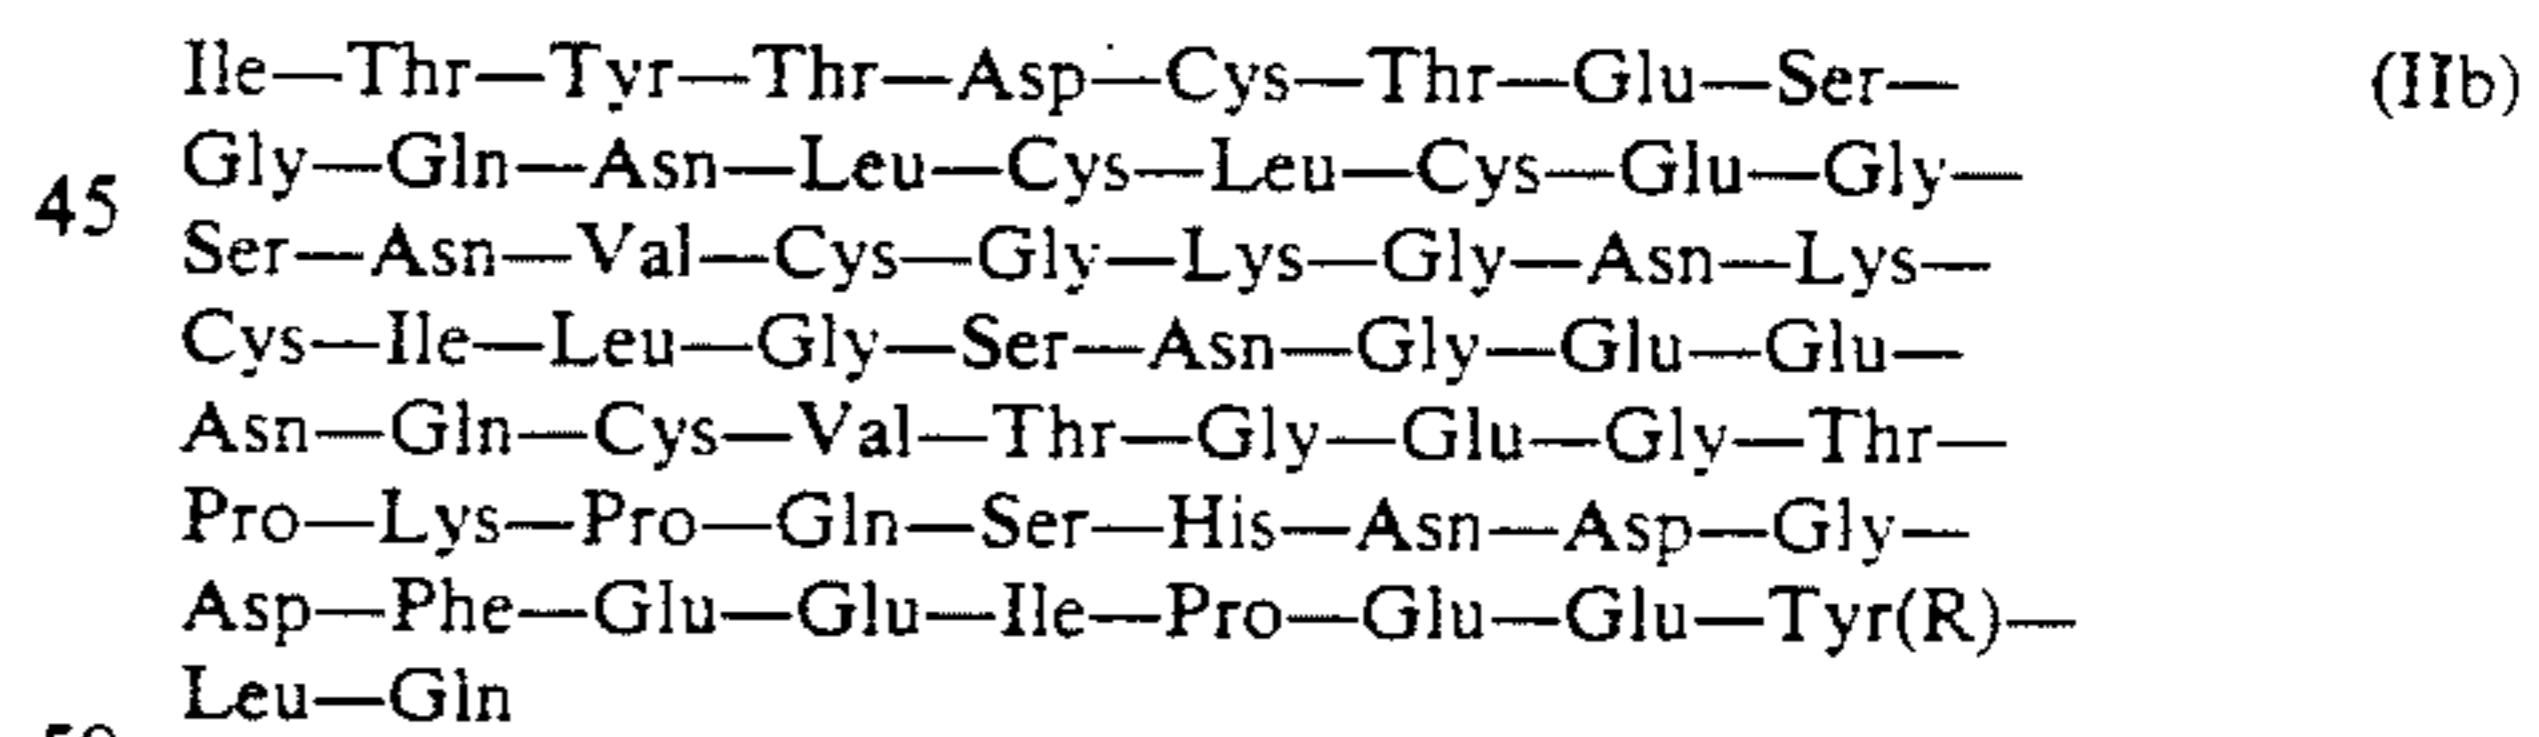 Ile—Thr—Tyr—Thr—Asp—Cys—Thr—Glu—Ser— (IIb)
Gly—Gln—Asn—Leu—Cys—Leu—Cys—Glu—Gly—
45
Ser—Asn—Val—Cys—Gly—Lys—Gly—Asn—Lys—
Cys—Ile—Leu—Gly—Ser—Asn—Gly—Glu—Glu—
Asn—Gln—Cys—Val—Thr—Gly—Glu—Gly—Thr—
Pro—Lys—Pro—Gln—Ser—His—Asn—Asp—Gly—
Asp—Phe—Glu—Glu—Ile—Pro—Glu—Glu—Tyr(R)—
Leu—Gln